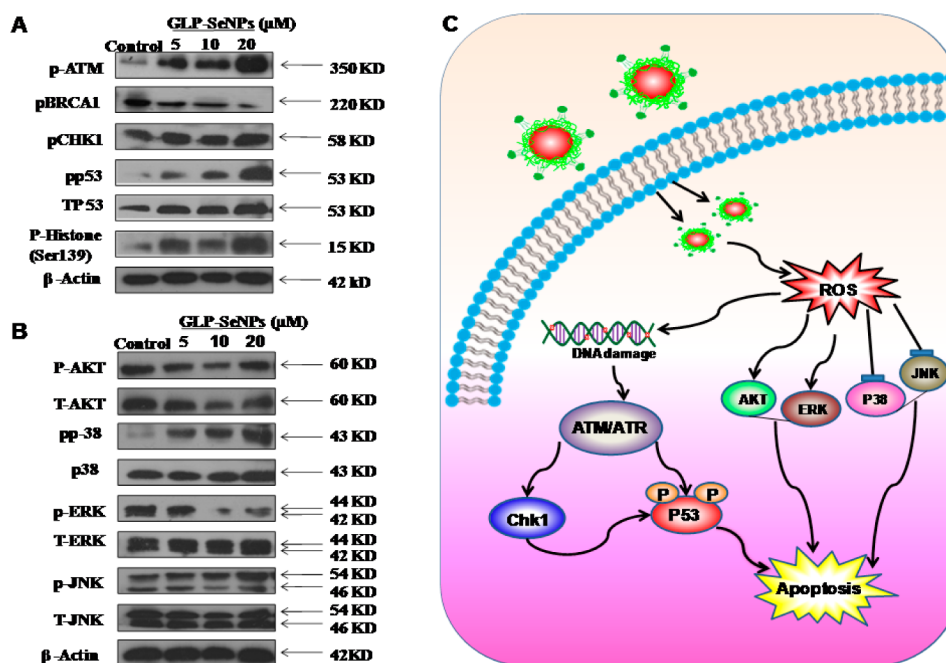 A
GLP-SeNPs (μM)
Control 5 10 20
p-ATM 350 KD
pBRCA1 220 KD
pCHK1 58 KD
pp53 53 KD
TP53 53 KD
P-Histone
(Ser139) 15 KD
β-Actin 42 kD
B
GLP-SeNPs (μM)
Control 5 10 20
P-AKT 60 KD
T-AKT 60 KD
pp-38 43 KD
p38 43 KD
p-ERK 44 KD
42 KD
T-ERK 44 KD
42 KD
p-JNK 54 KD
46 KD
T-JNK 54 KD
46 KD
β-Actin 42KD
C
ROS
DNA damage
AKT
ERK
P38
JNK
ATM/ATR
Chk1
P P
P53
Apoptosis